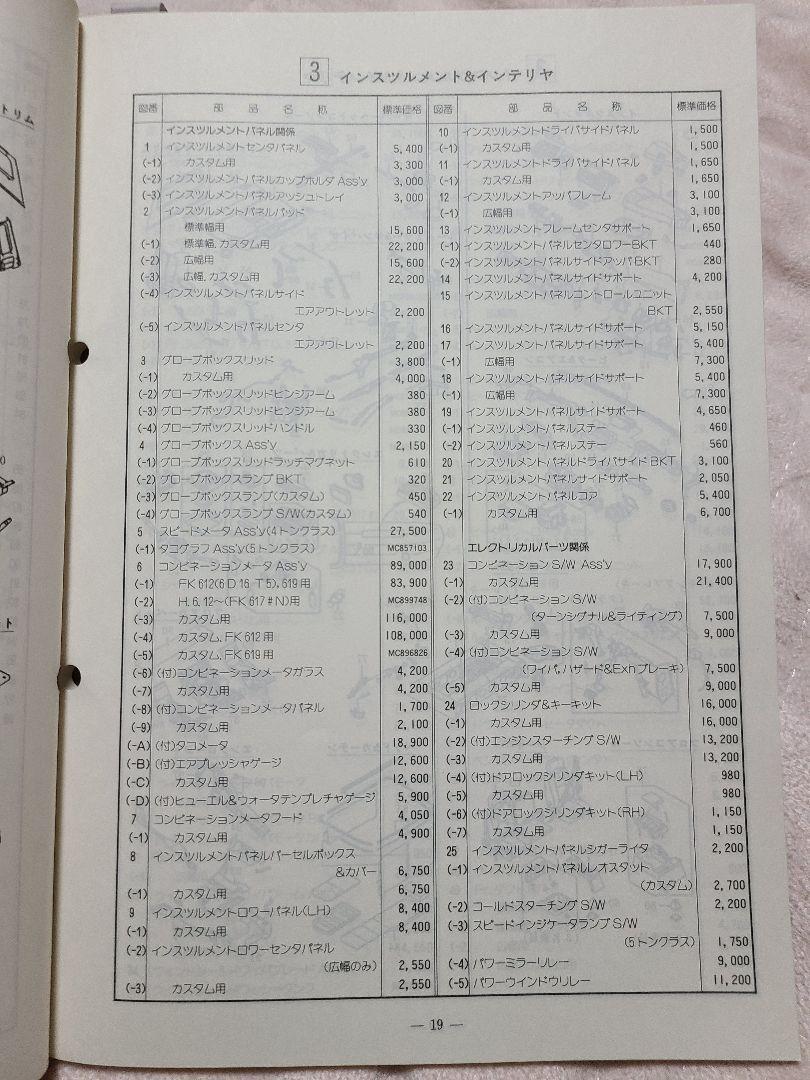 トリム
3 インスツルメント&インテリヤ
図番 部品名称 標準価格
インスツルメントパネル関係
1 インスツルメントセンタパネル 5,400
(-1) カスタム用 3,300
(-2) インスツルメントパネルカップホルダ Ass'y 3,000
(-3) インスツルメントパネルアッシュトレイ 3,000
2 インスツルメントパネルパッド
標準幅用 15,600
(-1) 標準幅,カスタム用 22,200
(-2) 広幅用 15,600
(-3) 広幅,カスタム用 22,200
(-4) インスツルメントパネルサイド
エアアウトレット 2,200
(-5) インスツルメントパネルセンタ
エアアウトレット 2,200
3 グローブボックスリッド 3,800
(-1) カスタム用 4,000
(-2) グローブボックスリッドヒンジアーム 380
(-3) グローブボックスリッドヒンジアーム 380
(-4) グローブボックスリッドハンドル 330
4 グローブボックス Ass'y 2,150
(-1) グローブボックスリッドラッチマグネット 610
(-2) グローブボックスランプ BKT 320
(-3) グローブボックスランプ(カスタム) 450
(-4) グローブボックスランプ S/W(カスタム) 540
5 スピードメータ Ass'y(4トンクラス) 27,500
(-1) タコグラフ Ass'y(5トンクラス) MC857103
6 コンビネーションメータ Ass'y 89,000
(-1) FK612(6D16 T5),619用 83,900
(-2) H.6.12〜(FK617#N)用 MC899748
(-3) カスタム用 116,000
(-4) カスタム,FK612用 108,000
(-5) カスタム,FK619用 MC896826
(-6) (付)コンビネーションメータガラス 4,200
(-7) カスタム用 4,200
(-8) (付)コンビネーションメータパネル 1,700
(-9) カスタム用 2,100
(-A) (付)タコメータ 18,900
(-B) (付)エアプレッシャゲージ 12,600
(-C) カスタム用 12,600
(-D) (付)ヒューエル&ウォータテンプレチャゲージ 5,900
7 コンビネーションメータフード 4,050
(-1) カスタム用 4,900
8 インスツルメントパネルパーセルボックス
&カバー 6,750
(-1) カスタム用 6,750
9 インスツルメントロワーパネル(LH) 8,400
(-1) カスタム用 8,400
(-2) インスツルメントロワーセンタパネル
(広幅のみ) 2,550
(-3) カスタム用 2,550
図番 部品名称 標準価格
10 インスツルメントドライバサイドパネル 1,500
(-1) カスタム用 1,500
11 インスツルメントドライバサイドパネル 1,650
(-1) カスタム用 1,650
12 インスツルメントアッパフレーム 3,100
(-1) 広幅用 3,100
13 インスツルメントフレームセンタサポート 1,650
(-1) インスツルメントパネルセンタロワーBKT 440
(-2) インスツルメントパネルサイドアッパBKT 280
14 インスツルメントパネルサイドサポート 4,200
15 インスツルメントパネルコントロールユニット
BKT 2,550
16 インスツルメントパネルサイドサポート 5,150
17 インスツルメントパネルサイドサポート 5,400
(-1) 広幅用 7,300
18 インスツルメントパネルサイドサポート 5,400
(-1) 広幅用 7,300
19 インスツルメントパネルサイドサポート 4,650
(-1) インスツルメントパネルステー 460
(-2) インスツルメントパネルステー 560
20 インスツルメントパネルドライバサイド BKT 3,100
21 インスツルメントパネルサイドサポート 2,050
22 インスツルメントパネルコア 5,400
(-1) カスタム用 6,700
エレクトリカルパーツ関係
23 コンビネーション S/W Ass'y 17,900
(-1) カスタム用 21,400
(-2) (付)コンビネーション S/W
(ターンシグナル&ライティング) 7,500
(-3) カスタム用 9,000
(-4) (付)コンビネーション S/W
(ワイパ,ハザード&Exhブレーキ) 7,500
(-5) カスタム用 9,000
24 ロックシリンダ&キーキット 16,000
(-1) カスタム用 16,000
(-2) (付)エンジンスターチング S/W 13,200
(-3) カスタム用 13,200
(-4) (付)ドアロックシリンダキット(LH) 980
(-5) カスタム用 980
(-6) (付)ドアロックシリンダキット(RH) 1,150
(-7) カスタム用 1,150
25 インスツルメントパネルシガーライタ 2,200
(-1) インスツルメントパネルレオスタット
(カスタム) 2,700
(-2) コールドスターチング S/W 2,200
(-3) スピードインジケータランプ S/W
(5トンクラス) 1,750
(-4) パワーミラーリレー 9,000
(-5) パワーウインドウリレー 11,200
— 19 —